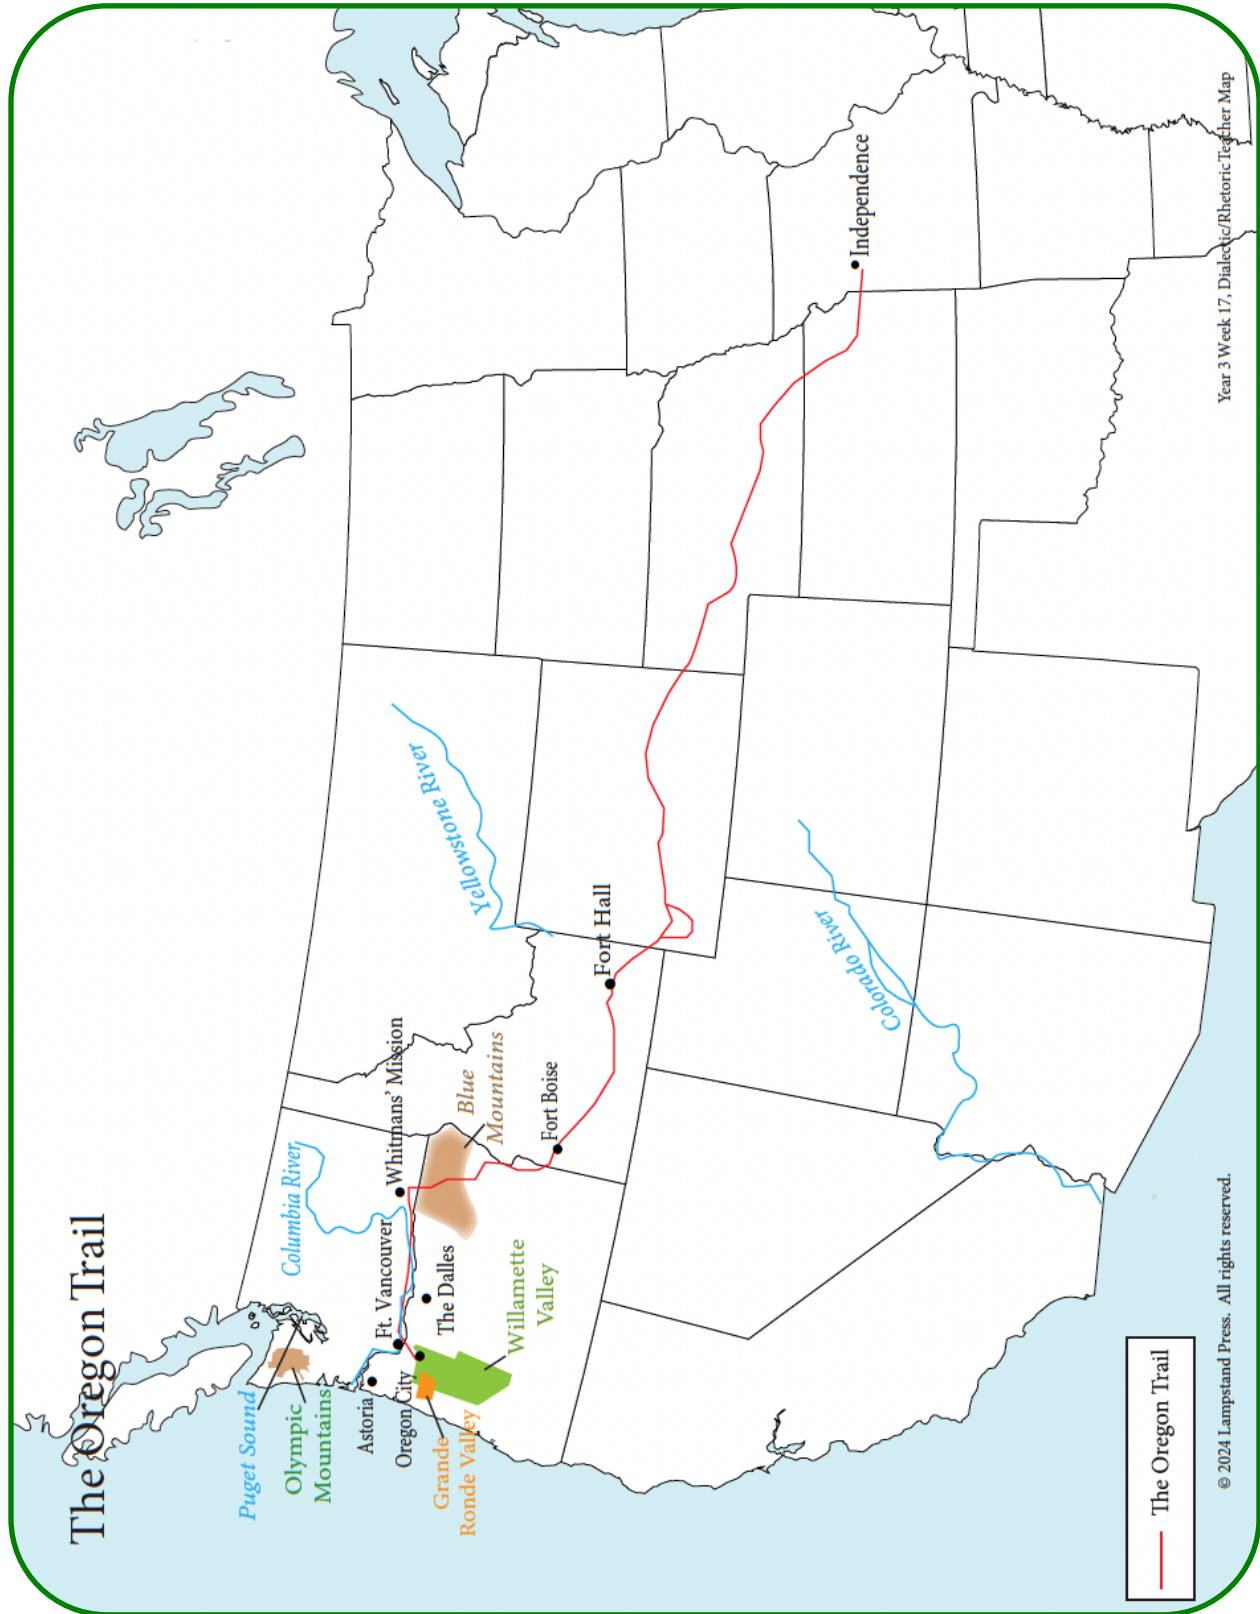 The Oregon Trail
Puget Sound
Olympic
Mountains
Columbia River
Astoria
Oregon City
Grande
Ronde Valley
Ft. Vancouver
The Dalles
Willamette
Valley
Whitmans' Mission
Blue
Mountains
Fort Boise
Fort Hall
Yellowstone River
Colorado River
Independence
The Oregon Trail
© 2024 Lampstand Press. All rights reserved.
Year 3 Week 17, Dialectic/Rhetoric Teacher Map